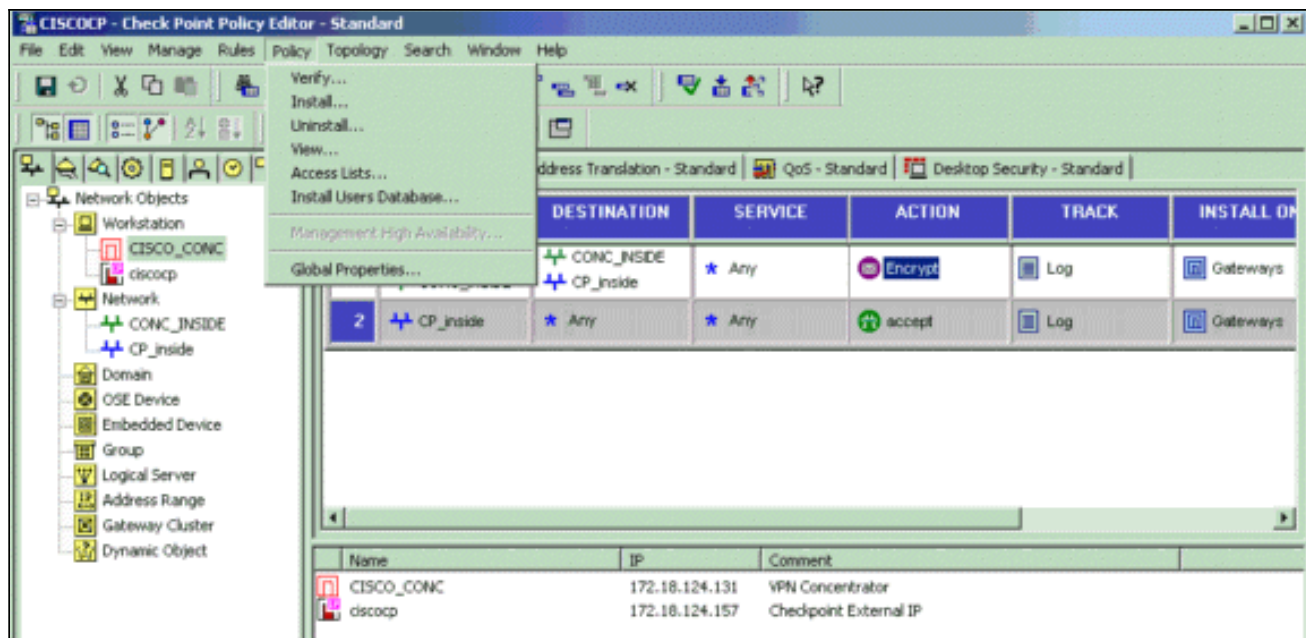 CISCOCP - Check Point Policy Editor - Standard
File Edit View Manage Rules Policy Topology Search Window Help
Verify...
Install...
Uninstall...
View...
Access Lists...
Install Users Database...
Management High Availability...
Global Properties...
ddress Translation - Standard QoS - Standard Desktop Security - Standard
Network Objects
Workstation
CISCO_CONC
ciscocp
Network
CONC_INSIDE
CP_inside
Domain
OSE Device
Embedded Device
Group
Logical Server
Address Range
Gateway Cluster
Dynamic Object
DESTINATION SERVICE ACTION TRACK INSTALL ON
CONC_INSIDE
CP_inside
* Any Encrypt Log Gateways
2 CP_inside * Any * Any accept Log Gateways
Name IP Comment
CISCO_CONC 172.18.124.131 VPN Concentrator
ciscocp 172.18.124.157 Checkpoint External IP